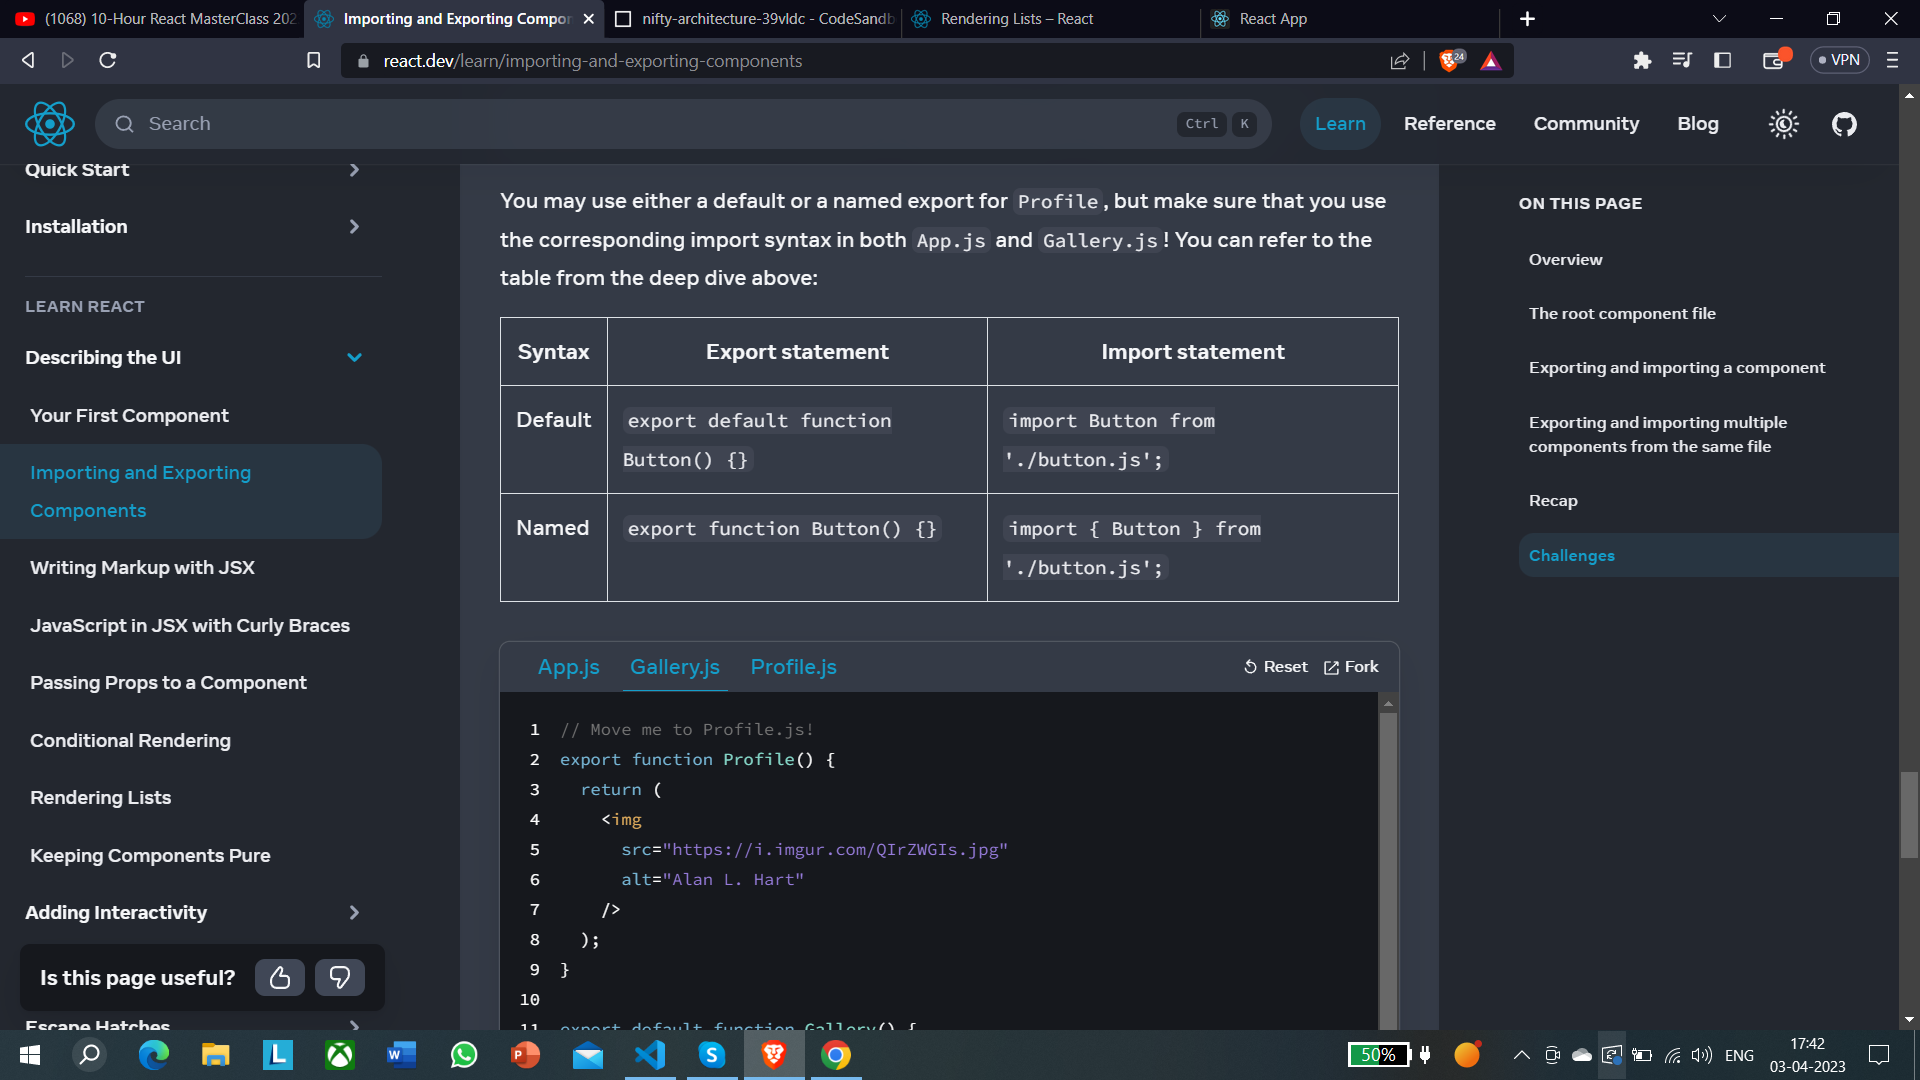 (1068) 10-Hour React MasterClass 202
Importing and Exporting Compon
nifty-architecture-39vldc - CodeSandb
Rendering Lists – React
React App
react.dev/learn/importing-and-exporting-components
24
VPN
Search
Ctrl K
Learn
Reference
Community
Blog
Quick Start
Installation
LEARN REACT
Describing the UI
Your First Component
Importing and Exporting
Components
Writing Markup with JSX
JavaScript in JSX with Curly Braces
Passing Props to a Component
Conditional Rendering
Rendering Lists
Keeping Components Pure
Adding Interactivity
Is this page useful?
Escape Hatches
You may use either a default or a named export for Profile, but make sure that you use
the corresponding import syntax in both App.js and Gallery.js! You can refer to the
table from the deep dive above:
Syntax Export statement Import statement
Default export default function import Button from
Button() {} './button.js';
Named export function Button() {} import { Button } from
'./button.js';
App.js Gallery.js Profile.js Reset Fork
1 // Move me to Profile.js!
2 export function Profile() {
3 return (
4 <img
5 src="https://i.imgur.com/QIrZWGIs.jpg"
6 alt="Alan L. Hart"
7 />
8 );
9 }
10
11 export default function Gallery() {
ON THIS PAGE
Overview
The root component file
Exporting and importing a component
Exporting and importing multiple
components from the same file
Recap
Challenges
50%
ENG
17:42
03-04-2023